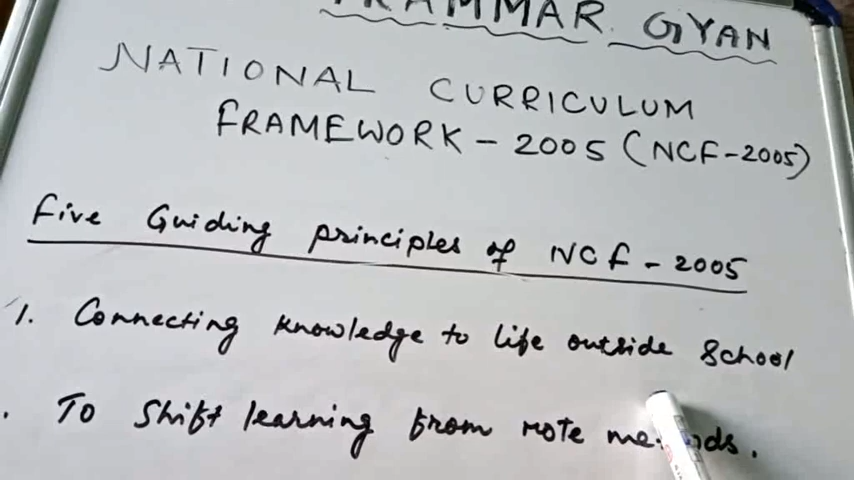 GRAMMAR GYAN
NATIONAL CURRICULUM
FRAMEWORK - 2005 (NCF-2005)
Five Guiding principles of NCF - 2005
1. Connecting knowledge to life outside School
. To Shift learning from rote